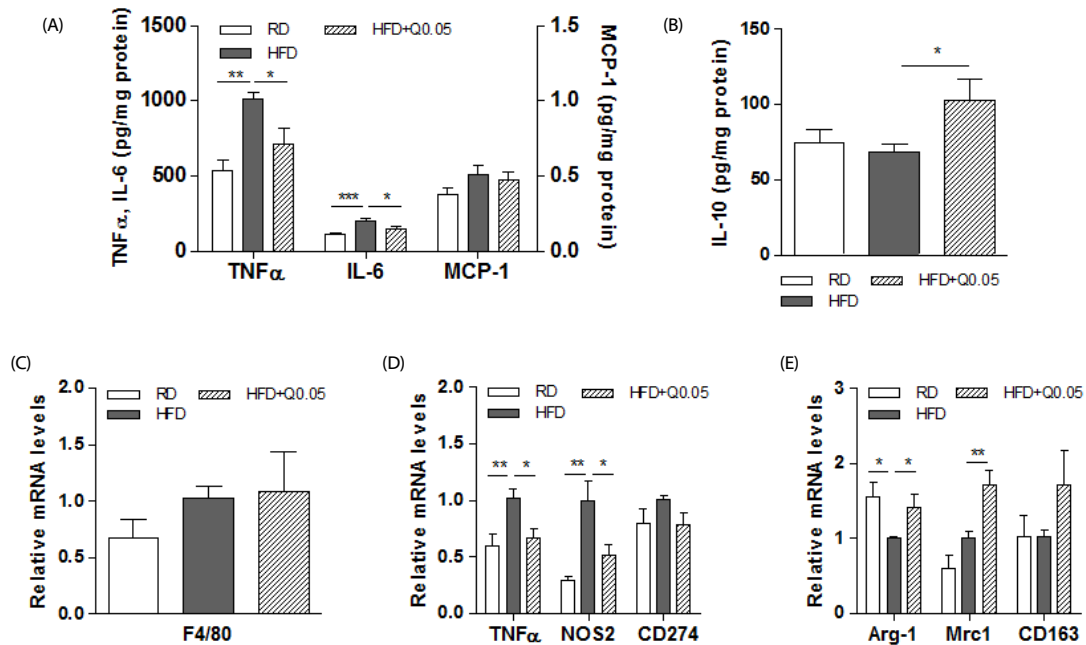 (A)
TNFα, IL-6 (pg/mg protein)
1500
1000
500
0
RD
HFD
HFD+Q0.05
** *
*** *
TNFα IL-6 MCP-1
1.5
1.0
0.5
0.0
MCP-1 (pg/mg protein)
(B)
IL-10 (pg/mg protein)
150
100
50
0
*
RD
HFD
HFD+Q0.05
(C)
Relative mRNA levels
2.0
1.5
1.0
0.5
0.0
RD
HFD
HFD+Q0.05
F4/80
(D)
Relative mRNA levels
2.0
1.5
1.0
0.5
0.0
RD
HFD
HFD+Q0.05
** * ** *
TNFα NOS2 CD274
(E)
Relative mRNA levels
3
2
1
0
RD
HFD
HFD+Q0.05
* * **
Arg-1 Mrc1 CD163